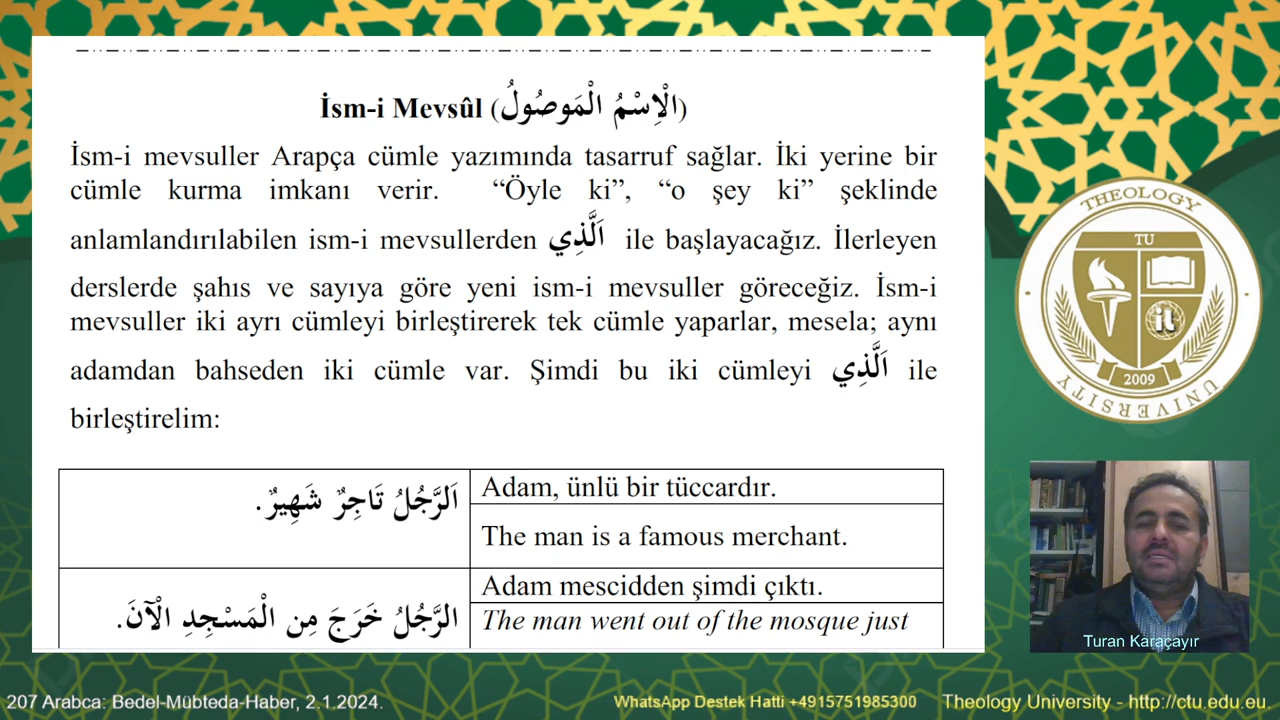 İsm-i Mevsûl (الْاِسْمُ الْمَوصُولُ)
İsm-i mevsuller Arapça cümle yazımında tasarruf sağlar. İki yerine bir
cümle kurma imkanı verir. “Öyle ki”, “o şey ki” şeklinde
anlamlandırılabilen ism-i mevsullerden اَلَّذِي ile başlayacağız. İlerleyen
derslerde şahıs ve sayıya göre yeni ism-i mevsuller göreceğiz. İsm-i
mevsuller iki ayrı cümleyi birleştirerek tek cümle yaparlar, mesela; aynı
adamdan bahseden iki cümle var. Şimdi bu iki cümleyi اَلَّذِي ile
birleştirelim:
اَلرَّجُلُ تَاجِرٌ شَهِيرٌ.
Adam, ünlü bir tüccardır.
The man is a famous merchant.
الرَّجُلُ خَرَجَ مِن الْمَسْجِدِ الْآنَ.
Adam mescidden şimdi çıktı.
The man went out of the mosque just
THEOLOGY
TU
2009
UNIVERSITY
Turan Karaçayır
207 Arabca: Bedel-Mübteda-Haber, 2.1.2024.
WhatsApp Destek Hatti +4915751985300
Theology University - http://ctu.edu.eu.